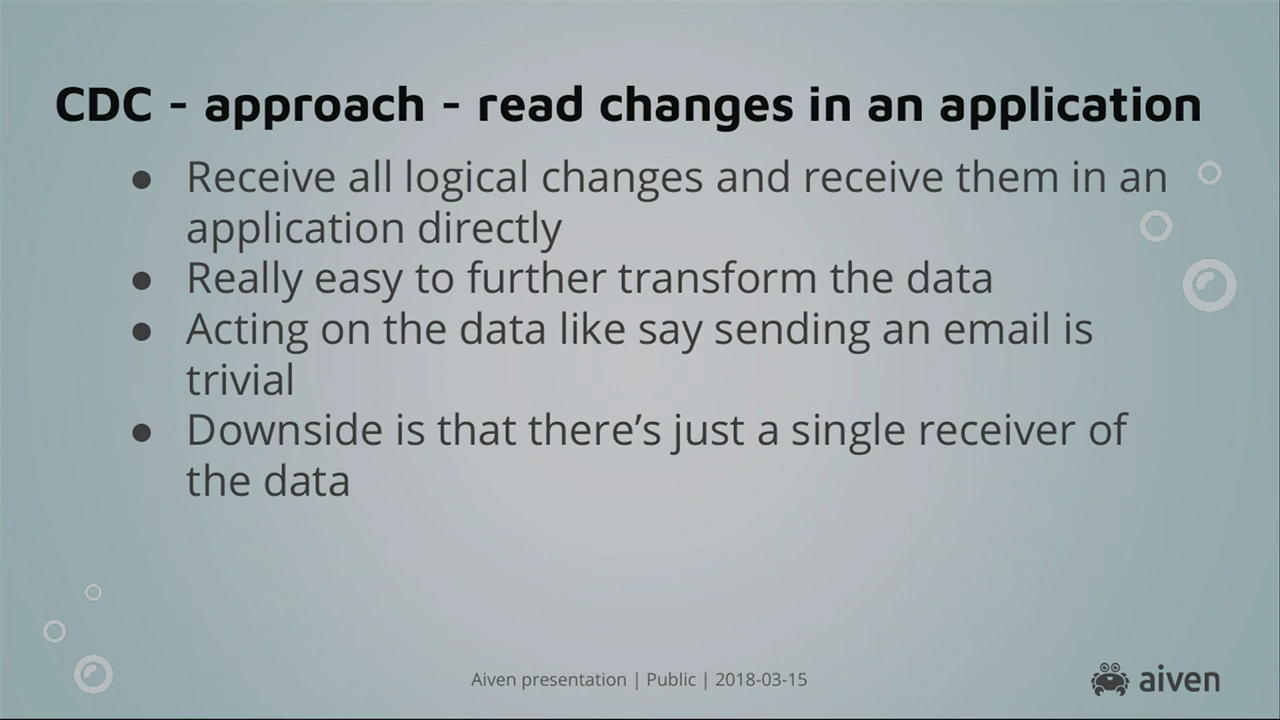 CDC - approach - read changes in an application
● Receive all logical changes and receive them in an
application directly
● Really easy to further transform the data
● Acting on the data like say sending an email is
trivial
● Downside is that there’s just a single receiver of
the data
Aiven presentation | Public | 2018-03-15
aiven